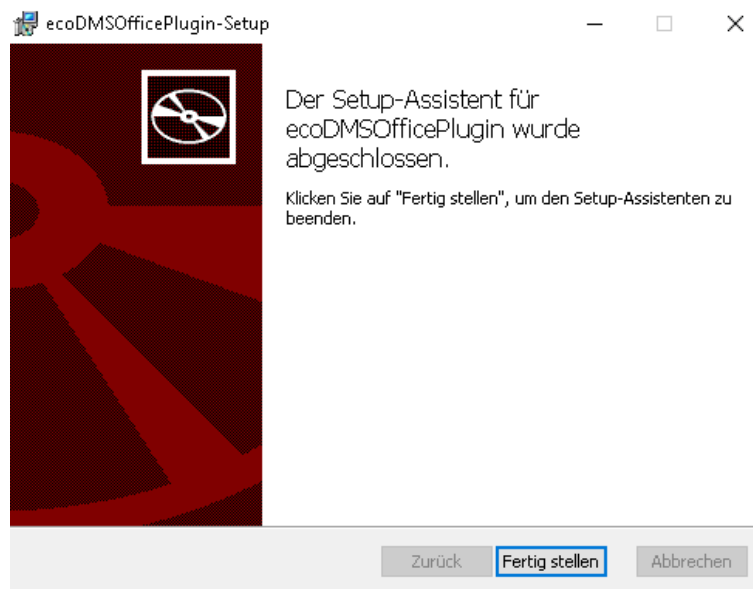 ecoDMSOfficePlugin-Setup
Der Setup-Assistent für
ecoDMSOfficePlugin wurde
abgeschlossen.
Klicken Sie auf "Fertig stellen", um den Setup-Assistenten zu
beenden.
Zurück Fertig stellen Abbrechen